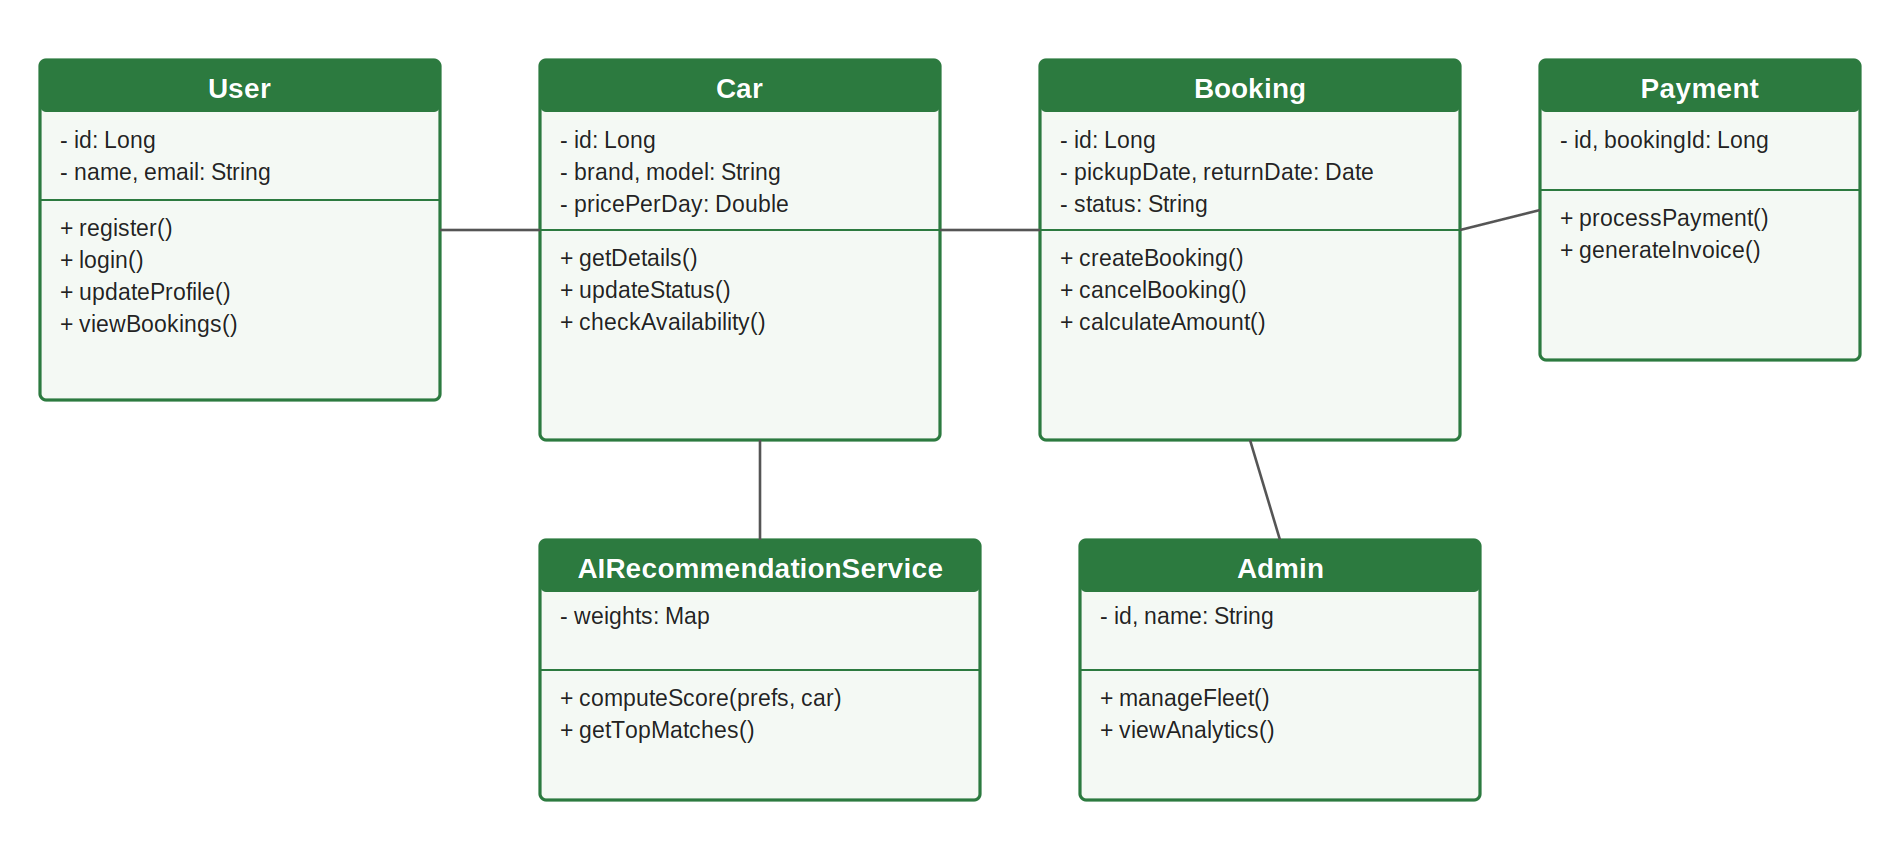 User
- id: Long
- name, email: String
+ register()
+ login()
+ updateProfile()
+ viewBookings()
Car
- id: Long
- brand, model: String
- pricePerDay: Double
+ getDetails()
+ updateStatus()
+ checkAvailability()
Booking
- id: Long
- pickupDate, returnDate: Date
- status: String
+ createBooking()
+ cancelBooking()
+ calculateAmount()
Payment
- id, bookingId: Long
+ processPayment()
+ generateInvoice()
AIRecommendationService
- weights: Map
+ computeScore(prefs, car)
+ getTopMatches()
Admin
- id, name: String
+ manageFleet()
+ viewAnalytics()